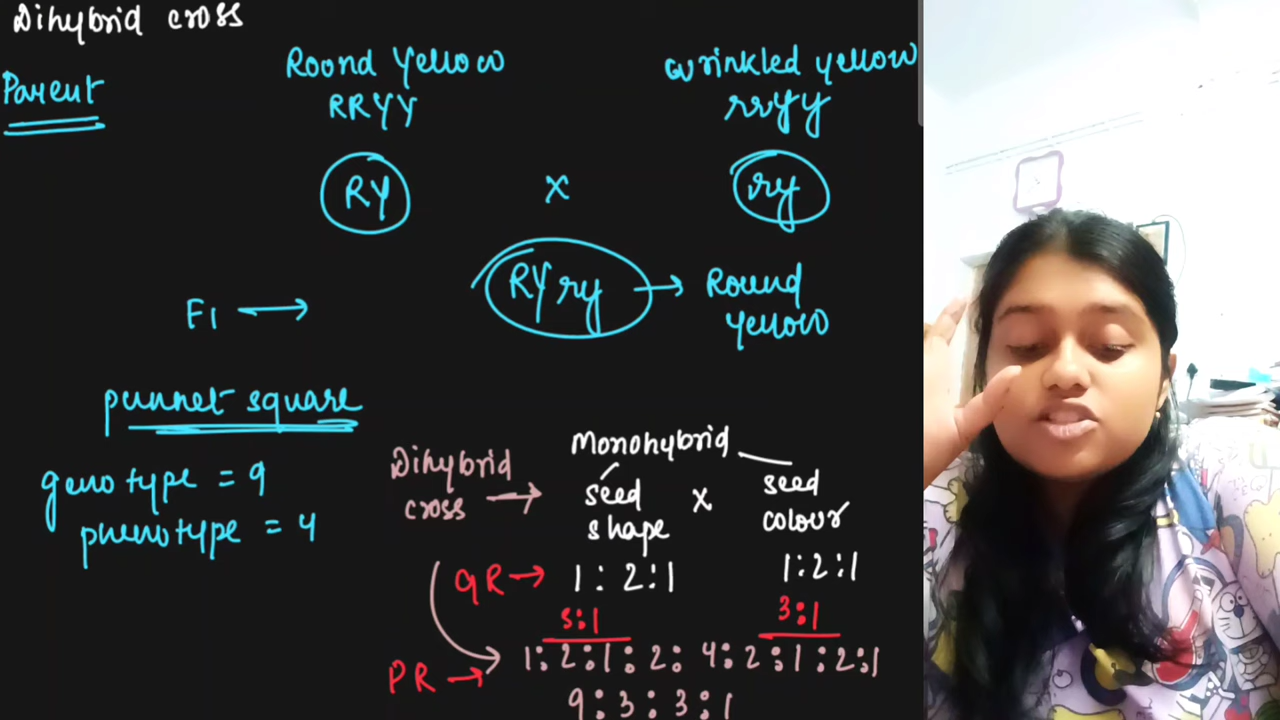 Dihybrid cross
Parent
Roond Yellow
wrinkled yellow
RRYY
rryy
RY
x
ry
F1 → RYry → Round yellow
punnet square
genotype = 9
phenotype = 4
Dihybrid cross →
Monohybrid
seed shape x seed colour
GR → 1:2:1 1:2:1
3:1 3:1
PR → 1:2:1:2:4:2:1:2:1
9:3:3:1